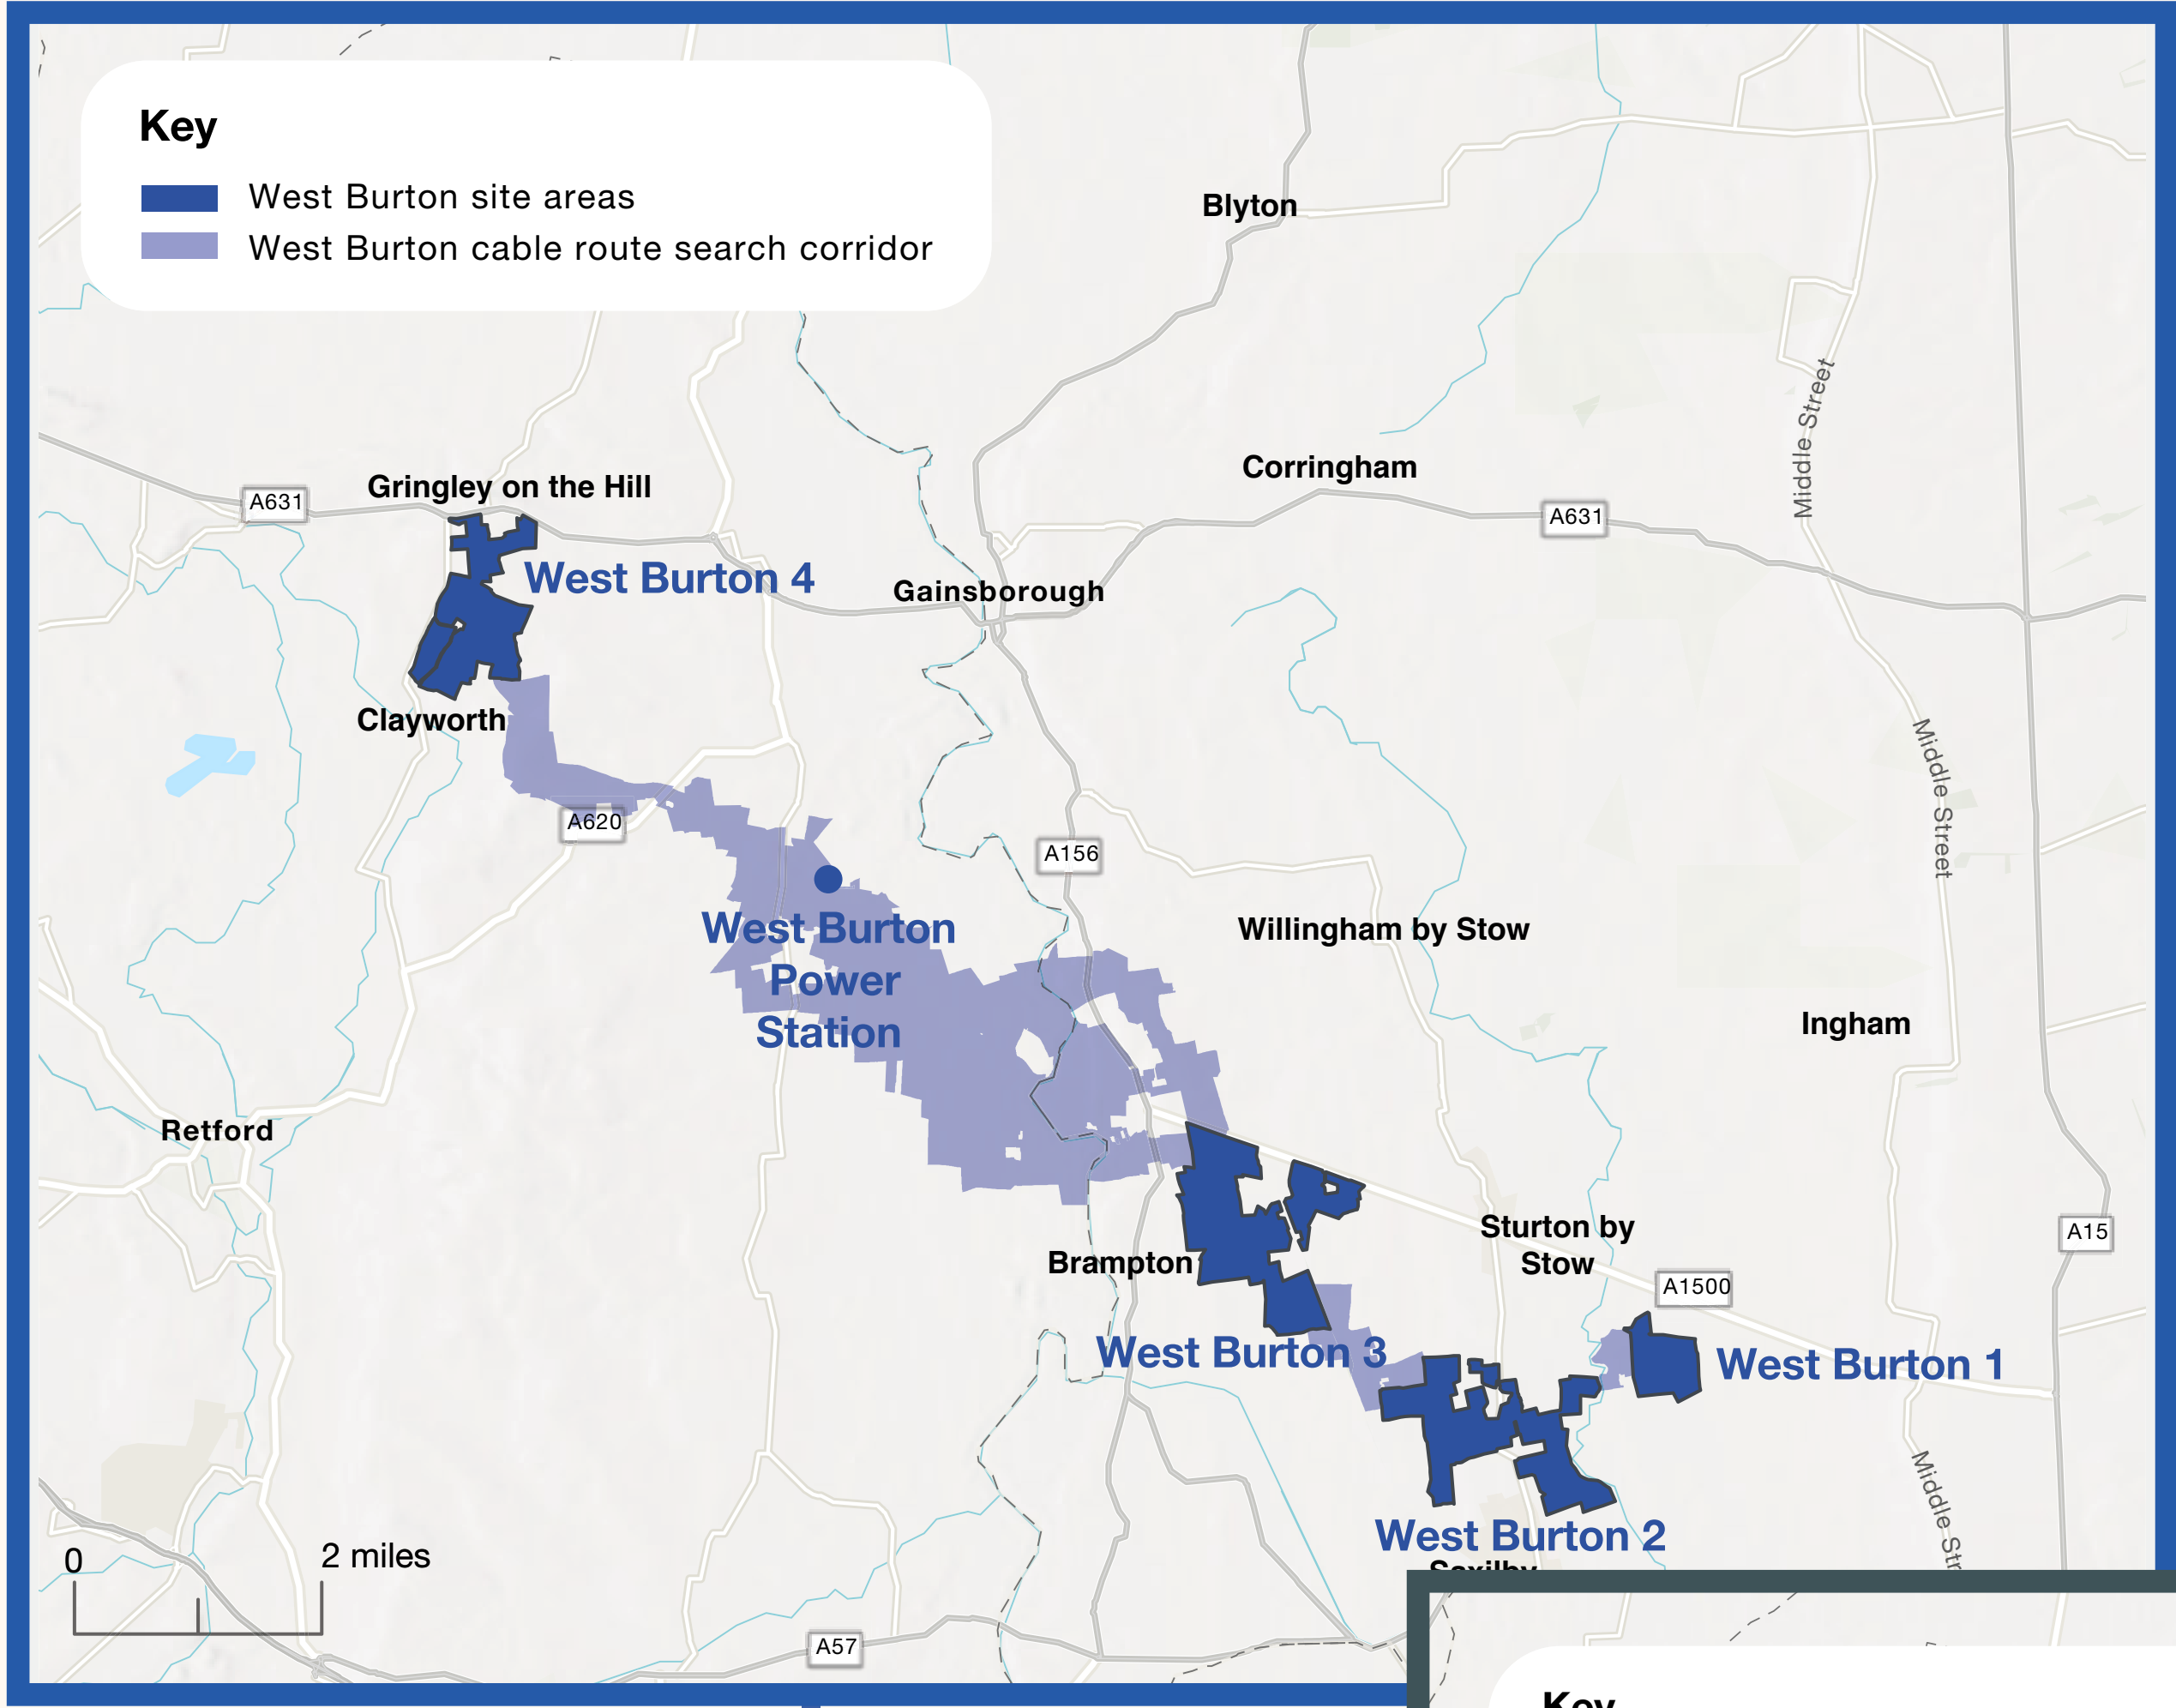 Key
West Burton site areas
West Burton cable route search corridor
Blyton
Middle Street
Corringham
Gringley on the Hill
A631
A631
West Burton 4
Gainsborough
Clayworth
Middle Street
A620
A156
West Burton
Power
Station
Willingham by Stow
Ingham
Retford
Sturton by
Stow
A15
Brampton
A1500
West Burton 3
West Burton 1
Middle Str
West Burton 2
Saxilby
0
2 miles
A57
Key